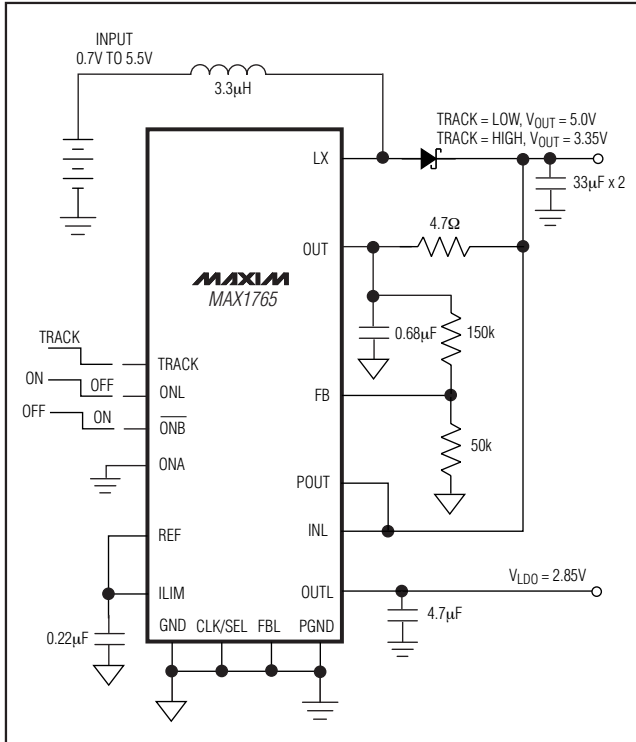 INPUT
0.7V TO 5.5V
3.3μH
TRACK = LOW, VOUT = 5.0V
TRACK = HIGH, VOUT = 3.35V
LX
33μF x 2
4.7Ω
OUT
MAXIM
MAX1765
0.68μF
150k
TRACK
TRACK
ON
OFF
ONL
FB
OFF
ON
ONB
50k
ONA
POUT
REF
INL
ILIM
OUTL
VLDO = 2.85V
0.22μF
4.7μF
GND
CLK/SEL
FBL
PGND